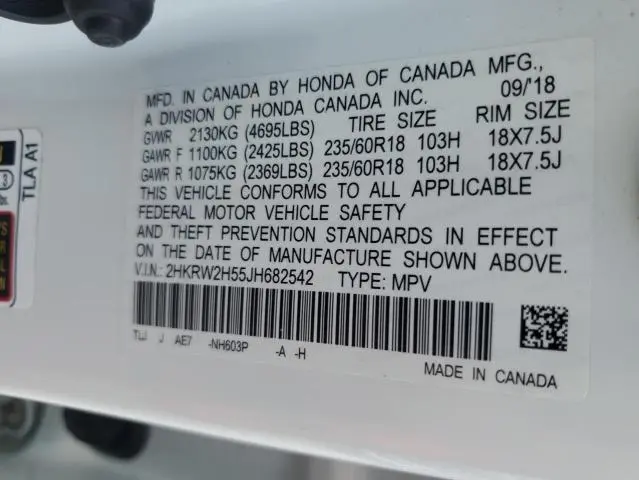 MFD. IN CANADA BY HONDA OF CANADA MFG.,
A DIVISION OF HONDA CANADA INC. 09/'18
GVWR 2130KG (4695LBS) TIRE SIZE RIM SIZE
GAWR F 1100KG (2425LBS) 235/60R18 103H 18X7.5J
GAWR R 1075KG (2369LBS) 235/60R18 103H 18X7.5J
THIS VEHICLE CONFORMS TO ALL APPLICABLE
FEDERAL MOTOR VEHICLE SAFETY
AND THEFT PREVENTION STANDARDS IN EFFECT
ON THE DATE OF MANUFACTURE SHOWN ABOVE.
V.I.N.: 2HKRW2H55JH682542 TYPE: MPV
TLJ J AE7 -NH603P -A -H
MADE IN CANADA
TLA A1